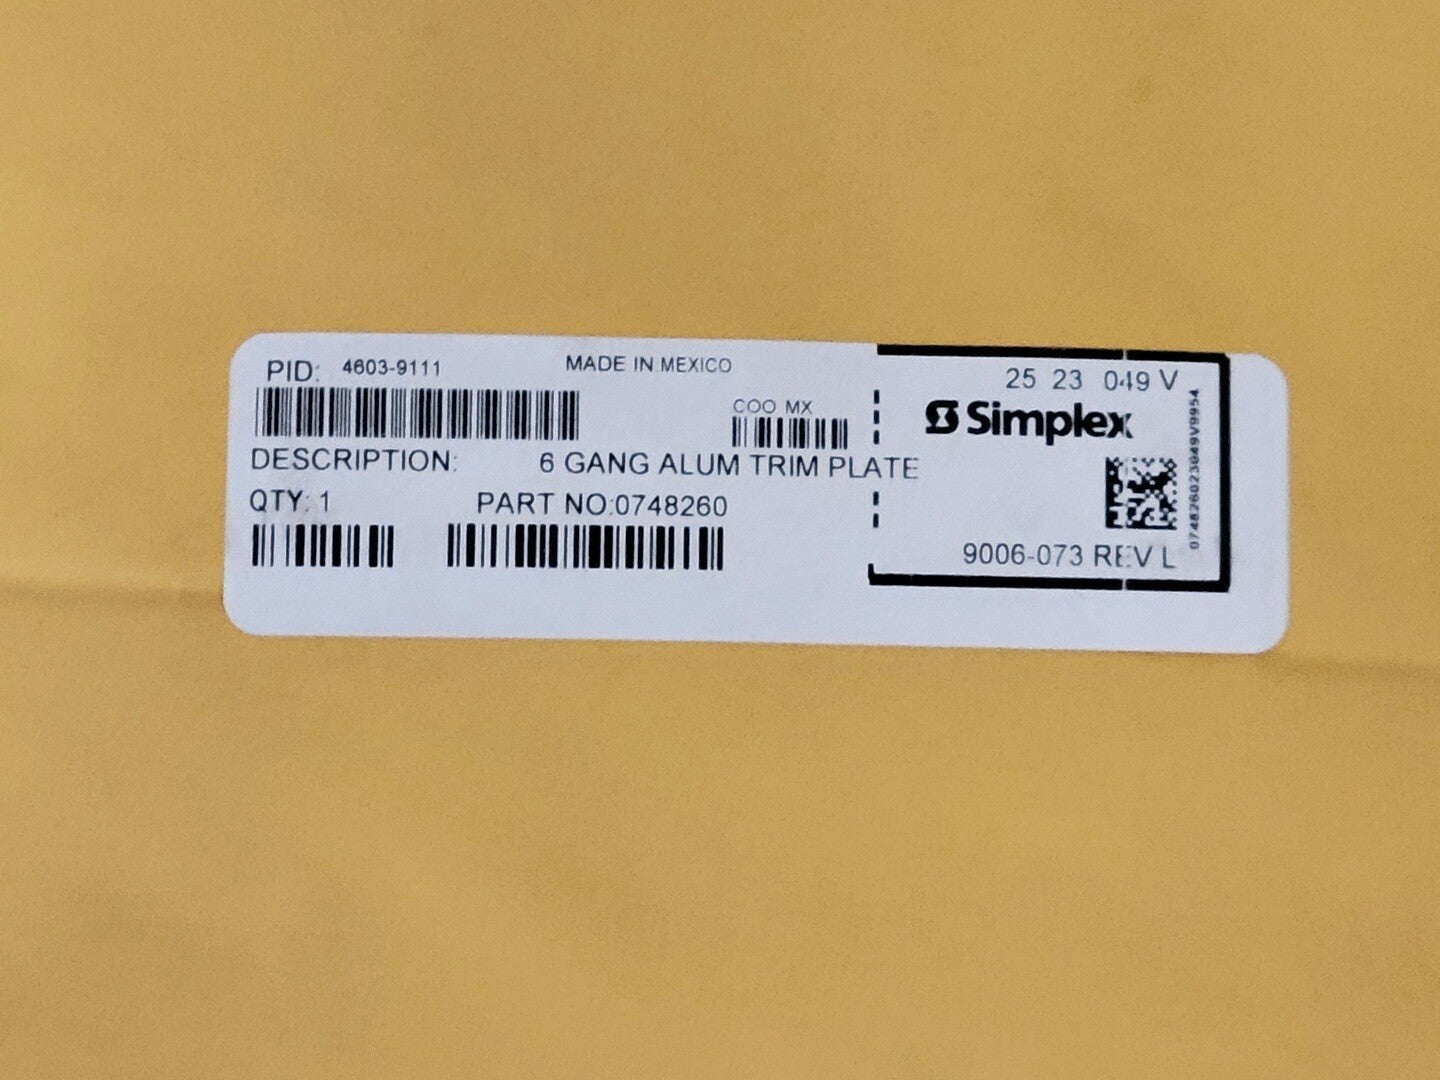 PID: 4603-9111
MADE IN MEXICO
COO MX
DESCRIPTION: 6 GANG ALUM TRIM PLATE
QTY: 1
PART NO:0748260
25 23 049 V
Simplex
074826023049V9954
9006-073 REV L